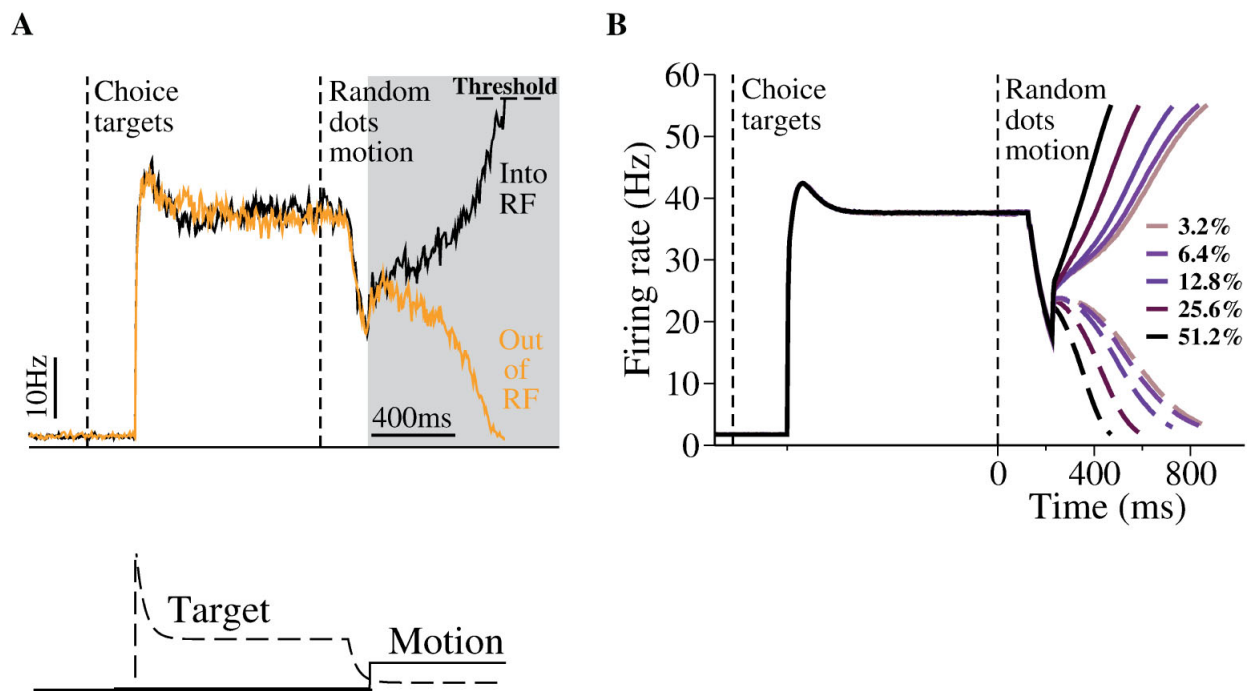 A
Choice
targets
Random
dots
motion
Threshold
Into
RF
Out
of
RF
10Hz
400ms
Target
Motion
B
60
50
40
30
20
10
0
Firing rate (Hz)
Choice
targets
Random
dots
motion
3.2%
6.4%
12.8%
25.6%
51.2%
0 400 800
Time (ms)